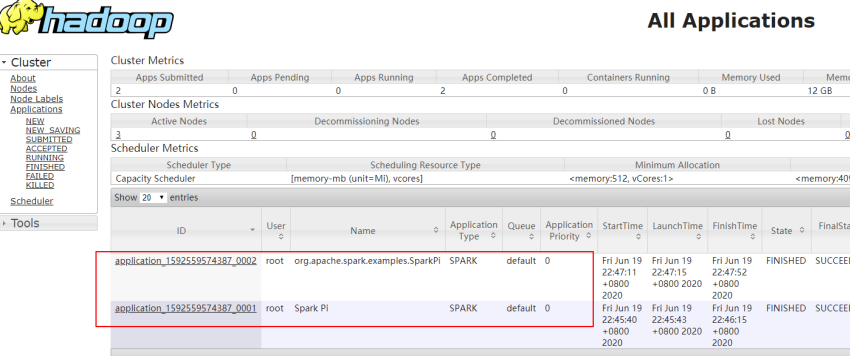 hadoop
All Applications
Cluster
About
Nodes
Node Labels
Applications
NEW
NEW_SAVING
SUBMITTED
ACCEPTED
RUNNING
FINISHED
FAILED
KILLED
Scheduler
Tools
Cluster Metrics
Apps Submitted Apps Pending Apps Running Apps Completed Containers Running Memory Used Mem
2 0 0 2 0 0 B 12 GB
Cluster Nodes Metrics
Active Nodes Decommissioning Nodes Decommissioned Nodes Lost Nodes
3 0 0 0 0
Scheduler Metrics
Scheduler Type Scheduling Resource Type Minimum Allocation
Capacity Scheduler [memory-mb (unit=Mi), vcores] <memory:512, vCores:1> <memory:409
Show 20 entries
ID User Name Application Type Queue Application Priority StartTime LaunchTime FinishTime State FinalSta
application_1592559574387_0002 root org.apache.spark.examples.SparkPi SPARK default 0 Fri Jun 19 22:47:11 +0800 2020 Fri Jun 19 22:47:15 +0800 2020 Fri Jun 19 22:47:52 +0800 2020 FINISHED SUCCEE
application_1592559574387_0001 root Spark Pi SPARK default 0 Fri Jun 19 22:45:40 +0800 2020 Fri Jun 19 22:45:43 +0800 2020 Fri Jun 19 22:46:15 +0800 2020 FINISHED SUCCEE